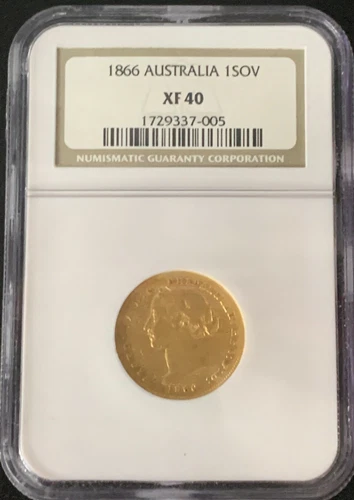 1866 AUSTRALIA 1SOV
XF 40
1729337-005
NUMISMATIC GUARANTY CORPORATION